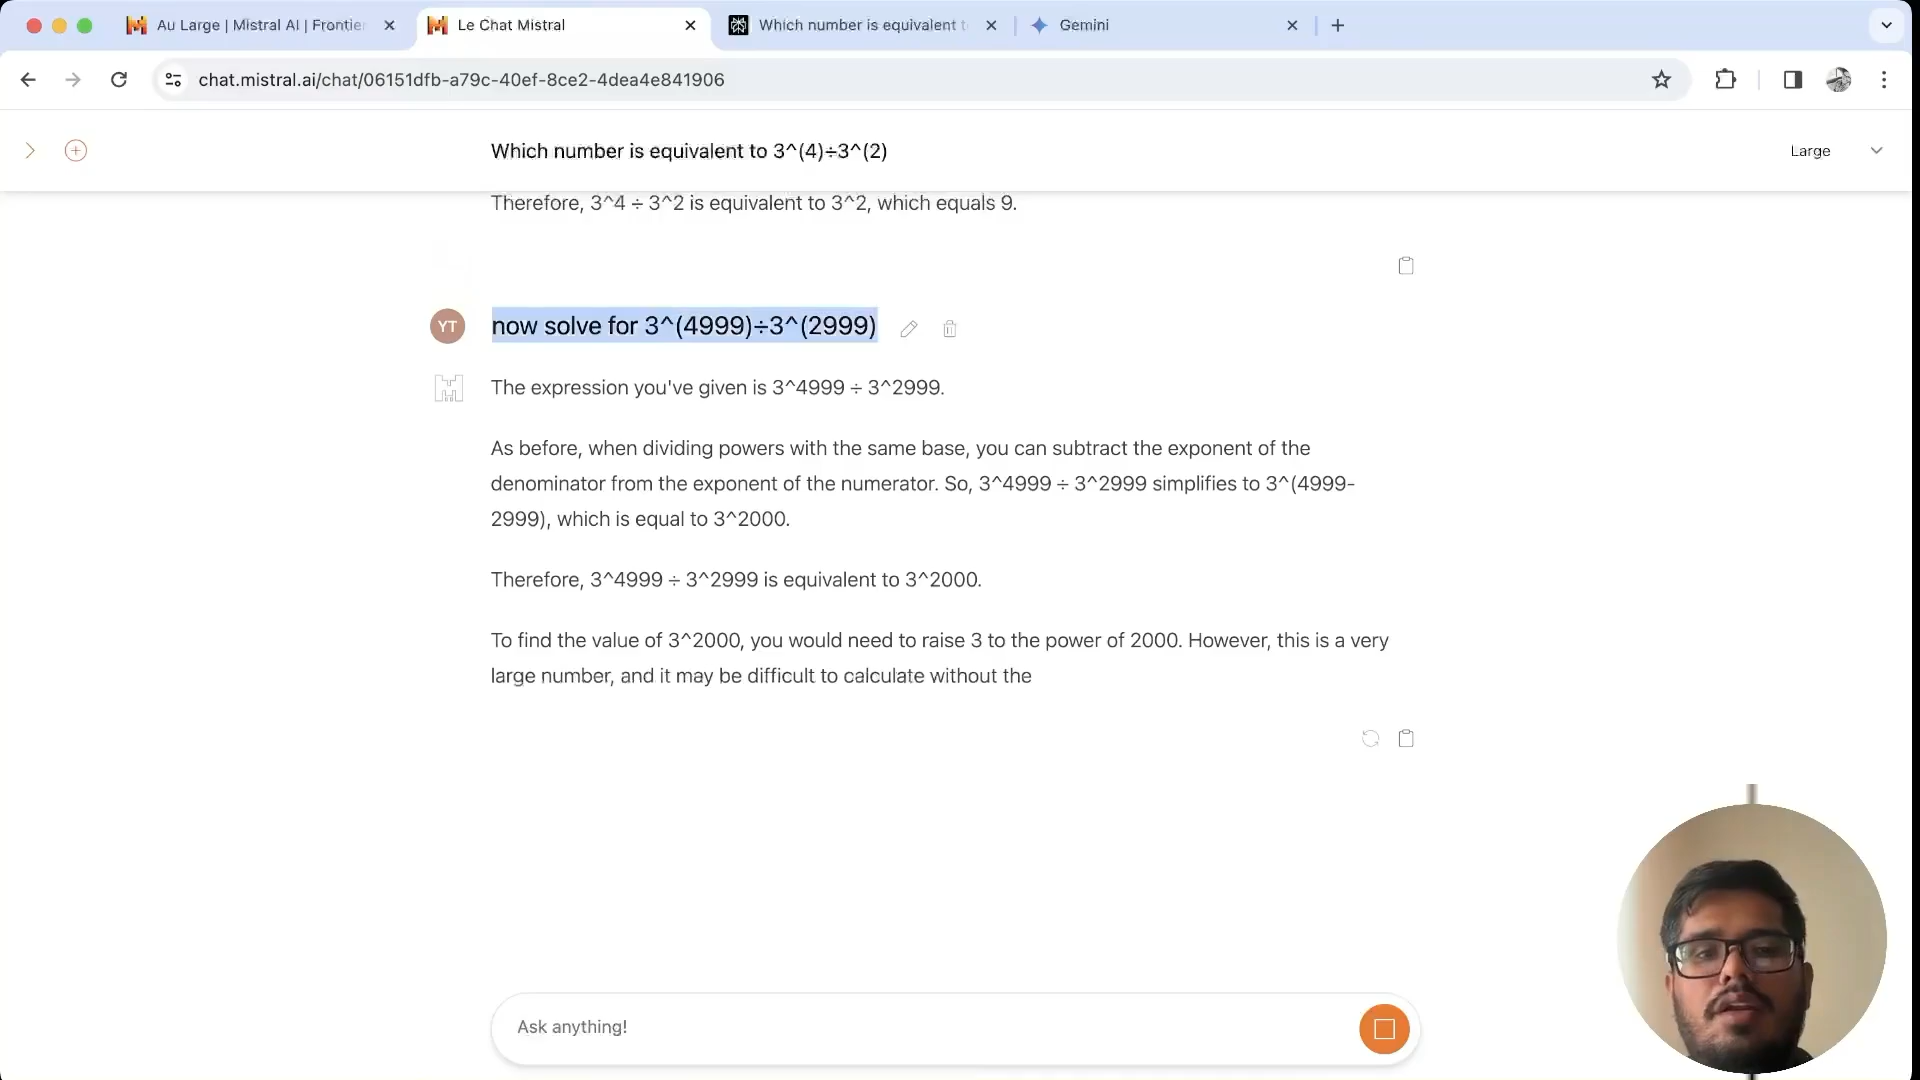 Au Large | Mistral AI | Frontier
Le Chat Mistral
Which number is equivalent t
Gemini
chat.mistral.ai/chat/06151dfb-a79c-40ef-8ce2-4dea4e841906
Which number is equivalent to 3^(4)÷3^(2)
Large
Therefore, 3^4 ÷ 3^2 is equivalent to 3^2, which equals 9.
YT
now solve for 3^(4999)÷3^(2999)
The expression you've given is 3^4999 ÷ 3^2999.
As before, when dividing powers with the same base, you can subtract the exponent of the
denominator from the exponent of the numerator. So, 3^4999 ÷ 3^2999 simplifies to 3^(4999-
2999), which is equal to 3^2000.
Therefore, 3^4999 ÷ 3^2999 is equivalent to 3^2000.
To find the value of 3^2000, you would need to raise 3 to the power of 2000. However, this is a very
large number, and it may be difficult to calculate without the
Ask anything!